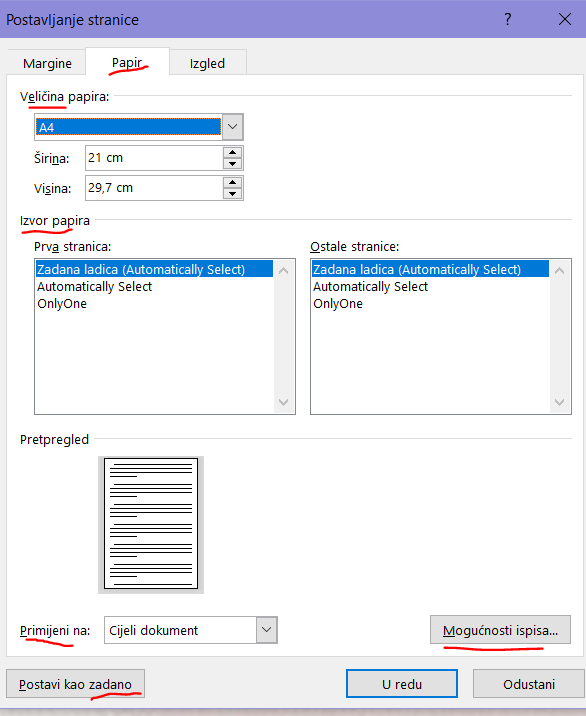 Postavljanje stranice ?
Margine Papir Izgled
Veličina papira:
A4
Širina: 21 cm
Visina: 29,7 cm
Izvor papira
Prva stranica: Ostale stranice:
Zadana ladica (Automatically Select) Zadana ladica (Automatically Select)
Automatically Select Automatically Select
OnlyOne OnlyOne
Pretpregled
Primijeni na: Cijeli dokument Mogućnosti ispisa...
Postavi kao zadano U redu Odustani